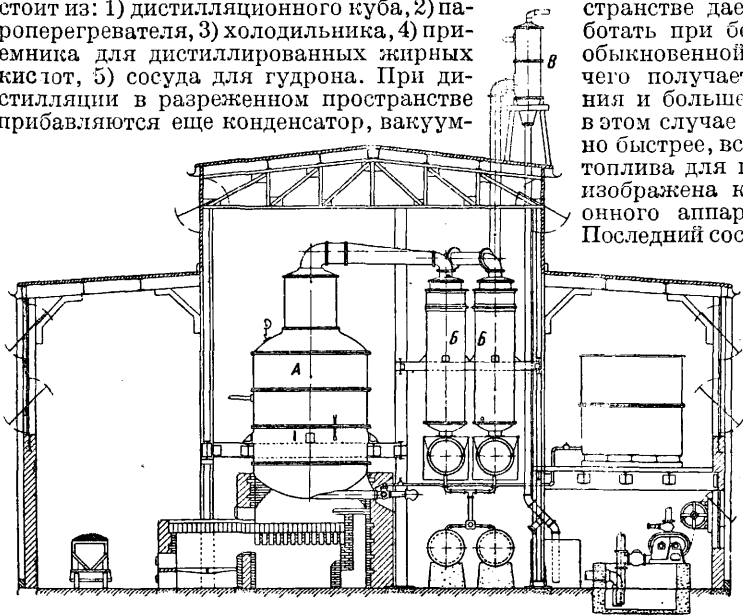 стоит из: 1) дистилляционного куба, 2) па-
роперегревателя, 3) холодильника, 4) при-
емника для дистиллированных жирных
кислот, 5) сосуда для гудрона. При ди-
стилляции в разреженном пространстве
прибавляются еще конденсатор, вакуум-
странстве дает
ботать при бе
обыкновенной
чего получает
ния и больше
в этом случае
но быстрее, вс
топлива для п
изображена к
онного аппар
Последний сос
В
А
Б
Б